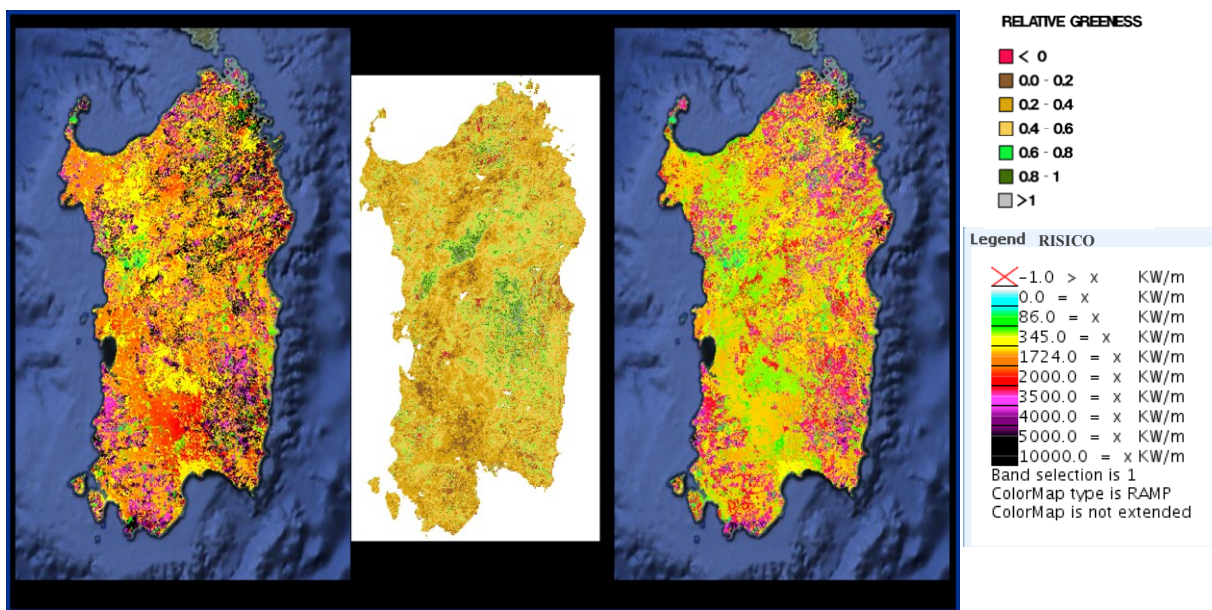 RELATIVE GREENESS
< 0
0.0 - 0.2
0.2 - 0.4
0.4 - 0.6
0.6 - 0.8
0.8 - 1
>1
Legend RISICO
-1.0 > x KW/m
0.0 = x KW/m
86.0 = x KW/m
345.0 = x KW/m
1724.0 = x KW/m
2000.0 = x KW/m
3500.0 = x KW/m
4000.0 = x KW/m
5000.0 = x KW/m
10000.0 = x KW/m
Band selection is 1
ColorMap type is RAMP
ColorMap is not extended